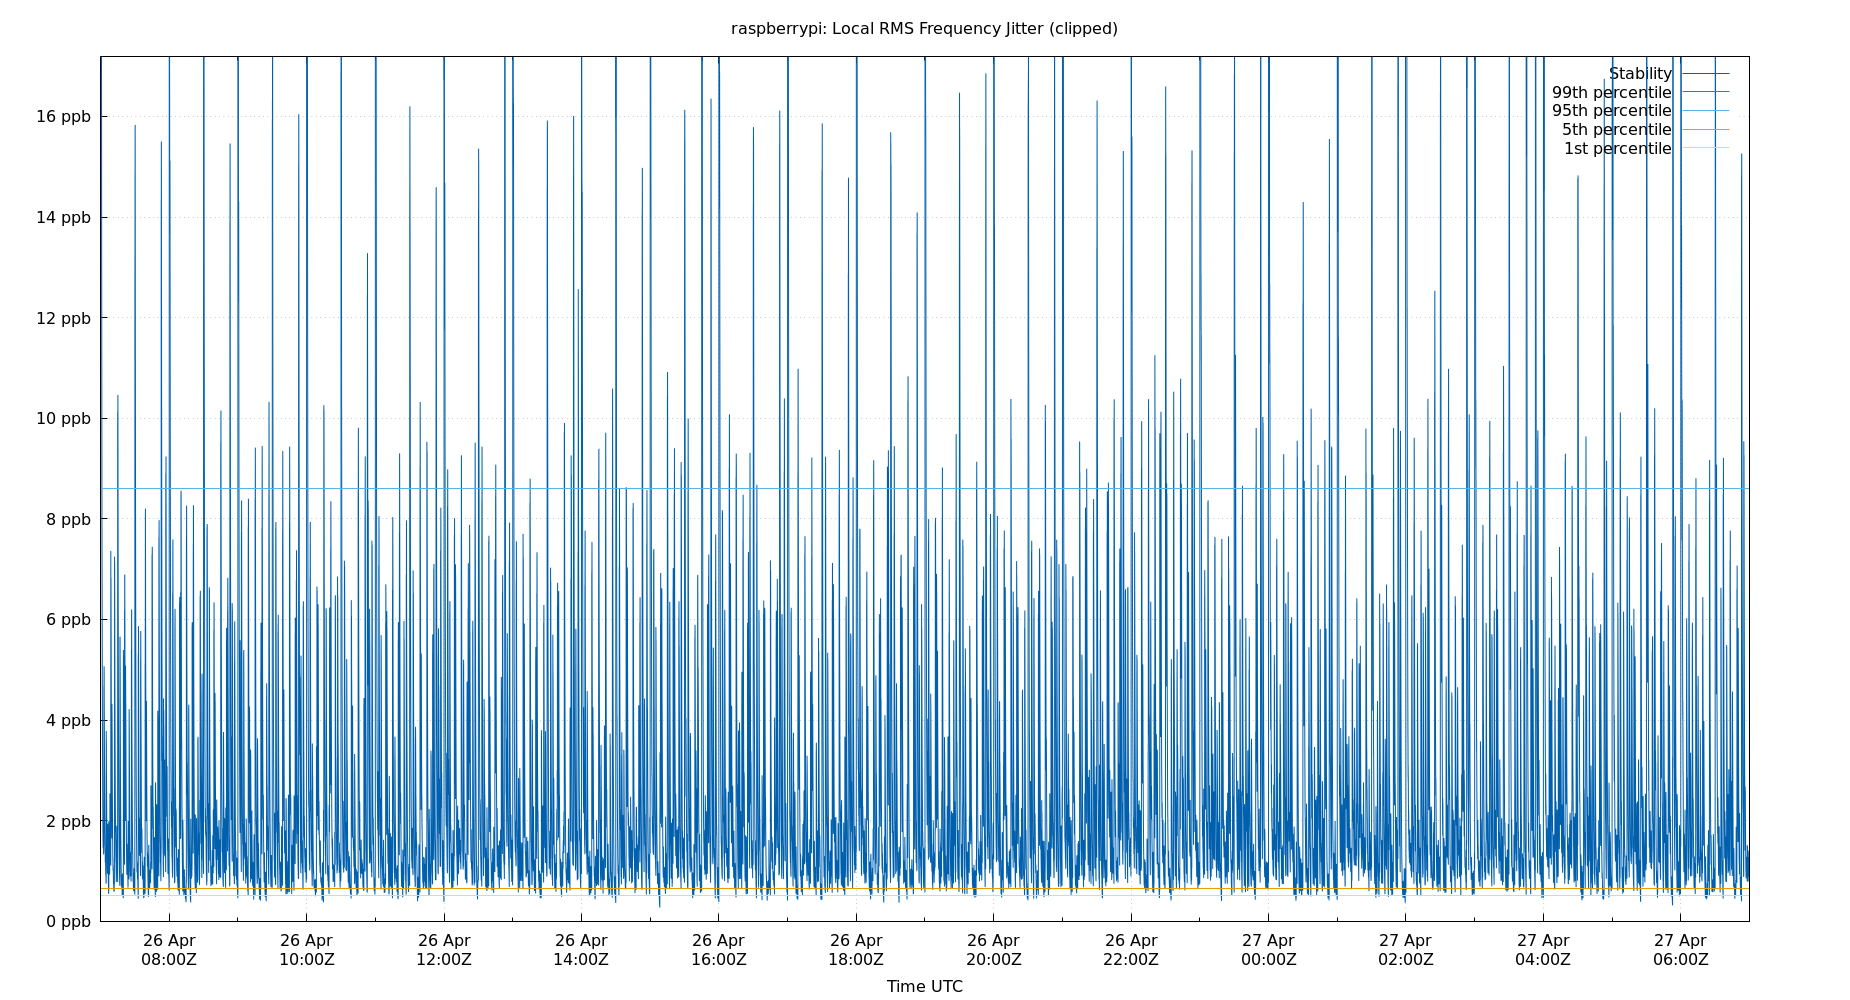 raspberrypi: Local RMS Frequency Jitter (clipped)
Stability
99th percentile
95th percentile
5th percentile
1st percentile
16 ppb
14 ppb
12 ppb
10 ppb
8 ppb
6 ppb
4 ppb
2 ppb
0 ppb
26 Apr 26 Apr 26 Apr 26 Apr 26 Apr 26 Apr 26 Apr 26 Apr 27 Apr 27 Apr 27 Apr 27 Apr
08:00Z 10:00Z 12:00Z 14:00Z 16:00Z 18:00Z 20:00Z 22:00Z 00:00Z 02:00Z 04:00Z 06:00Z
Time UTC